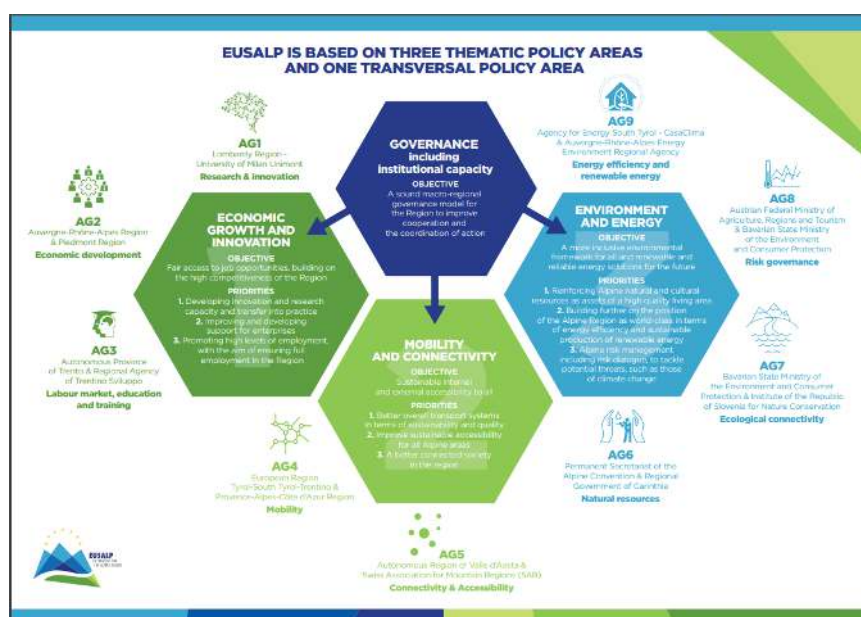 EUSALP IS BASED ON THREE THEMATIC POLICY AREAS
AND ONE TRANSVERSAL POLICY AREA
GOVERNANCE
including
institutional capacity
OBJECTIVE
A sound macro-regional
governance model for
the Region to improve
cooperation and
the coordination of action
AG1
Lombardy Region -
University of Milan Unimont
Research & innovation
AG2
Auvergne-Rhône-Alpes Region
& Piedmont Region
Economic development
AG3
Autonomous Province
of Trento & Regional Agency
of Trentino Sviluppo
Labour market, education
and training
ECONOMIC
GROWTH AND
INNOVATION
OBJECTIVE
Fair access to job opportunities, building on
the high competitiveness of the Region
PRIORITIES
1. Developing innovation and research
capacity and transfer into practice
2. Improving and developing
support for enterprises
3. Promoting high levels of employment,
with the aim of ensuring full
employment in the Region
AG4
European Region
Tyrol-South Tyrol-Trentino &
Provence-Alpes-Côte d'Azur Region
Mobility
MOBILITY
AND CONNECTIVITY
OBJECTIVE
Sustainable internal
and external accessibility to all
PRIORITIES
1. Better overall transport systems
in terms of sustainability and quality
2. Improve sustainable accessibility
for all Alpine areas
3. A better connected society
in the region
2
AG5
Autonomous Region of Valle d'Aosta &
Swiss Association for Mountain Regions (SAB)
Connectivity & Accessibility
ENVIRONMENT
AND ENERGY
OBJECTIVE
A more inclusive environmental
framework for all and renewable and
reliable energy solutions for the future
PRIORITIES
1. Reinforcing Alpine natural and cultural
resources as assets of a high quality living area
2. Building further on the position
of the Alpine Region as world-class in terms
of energy efficiency and sustainable
production of renewable energy
3. Alpine risk management
including risk dialogue, to tackle
potential threats, such as those
of climate change
AG9
Agency for Energy South Tyrol - CasaClima
& Auvergne-Rhône-Alpes Energy
Environment Regional Agency
Energy efficiency and
renewable energy
AG8
Austrian Federal Ministry of
Agriculture, Regions and Tourism
& Bavarian State Ministry
of the Environment
and Consumer Protection
Risk governance
AG7
Bavarian State Ministry of
the Environment and Consumer
Protection & Institute of the Republic
of Slovenia for Nature Conservation
Ecological connectivity
AG6
Permanent Secretariat of the
Alpine Convention & Regional
Government of Carinthia
Natural resources
EUSALP